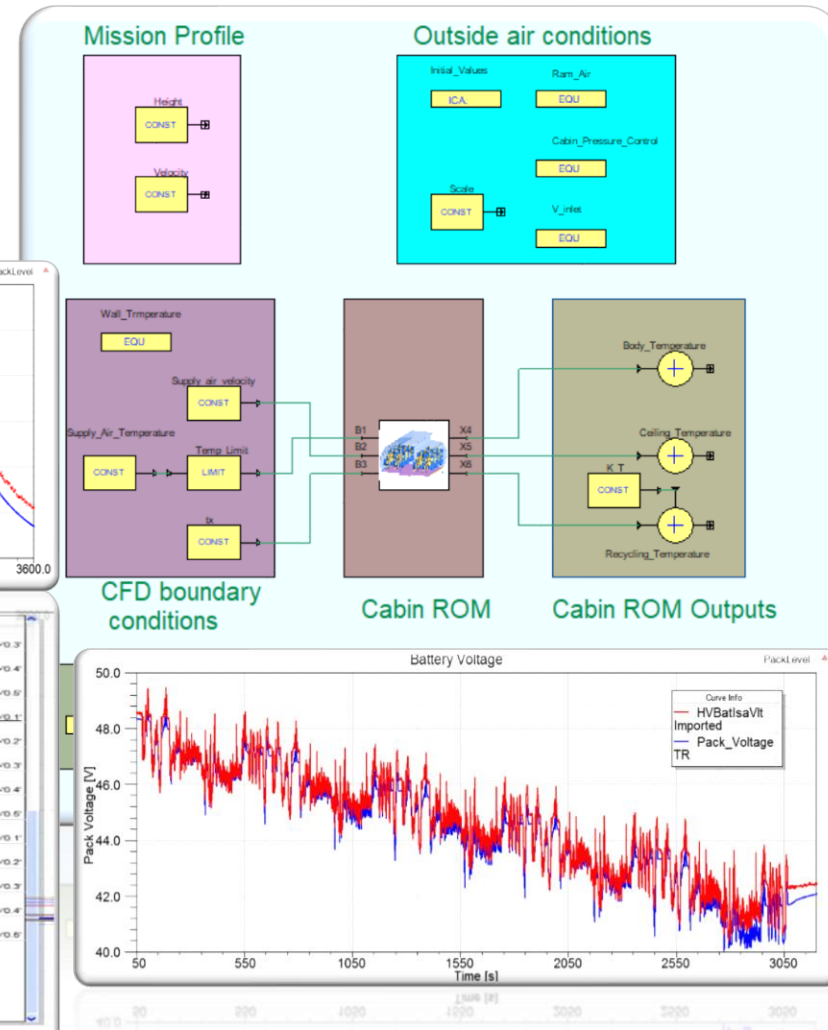 Mission Profile
Height
CONST
Velocity
CONST
Outside air conditions
Initial_Values
ICA:
Ram_Air
EQU
Cabin_Pressure_Control
EQU
Scale
CONST
V_inlet
EQU
PackLevel
3600.0
Wall_Trmperature
EQU
Supply_air_velocity
CONST
Supply_Air_Temperature
CONST
Temp_Limit
LIMIT
tx
CONST
CFD boundary
conditions
B1
B2
B3
X4
X5
X6
Cabin ROM
Body_Temperature
Ceiling_Temperature
K_T
CONST
Recycling_Temperature
Cabin ROM Outputs
Battery Voltage
PackLevel
Curve Info
HVBatIsaVlt
Imported
Pack_Voltage
TR
Pack Voltage [V]
50.0
48.0
46.0
44.0
42.0
40.0
50
550
1050
1550
2050
2550
3050
Time [s]